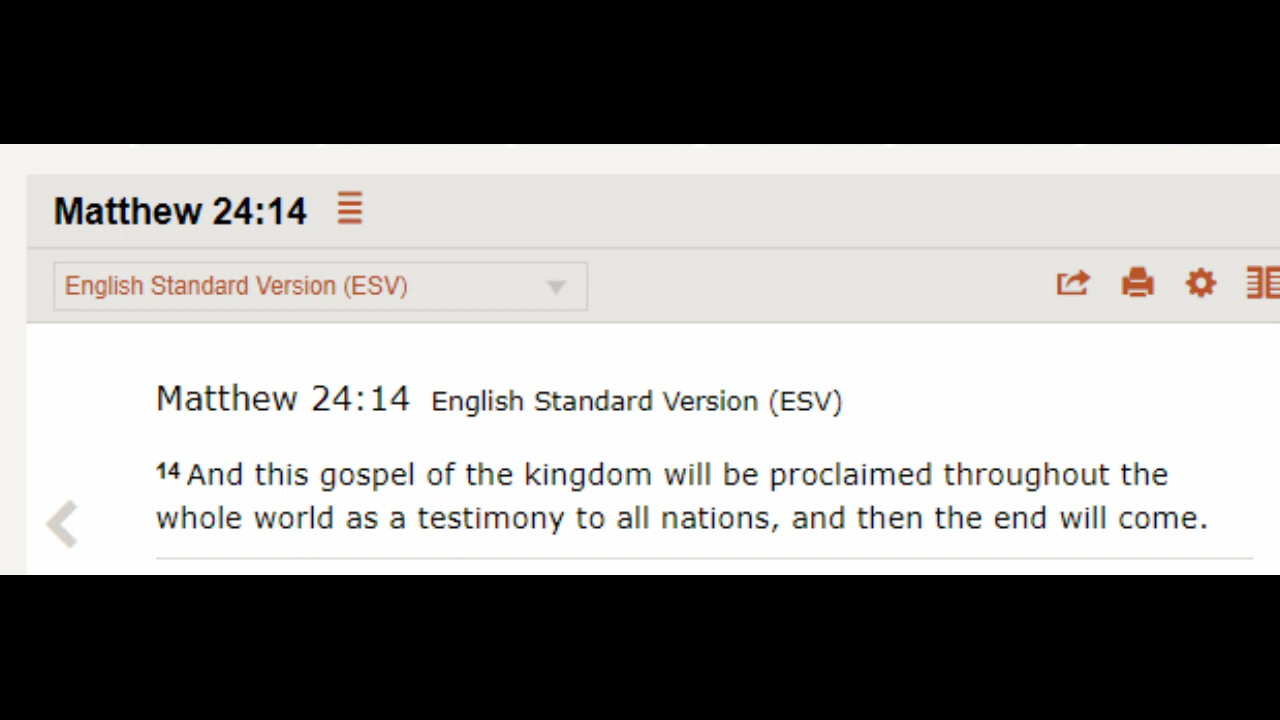 Matthew 24:14
English Standard Version (ESV)
Matthew 24:14 English Standard Version (ESV)
14 And this gospel of the kingdom will be proclaimed throughout the
whole world as a testimony to all nations, and then the end will come.